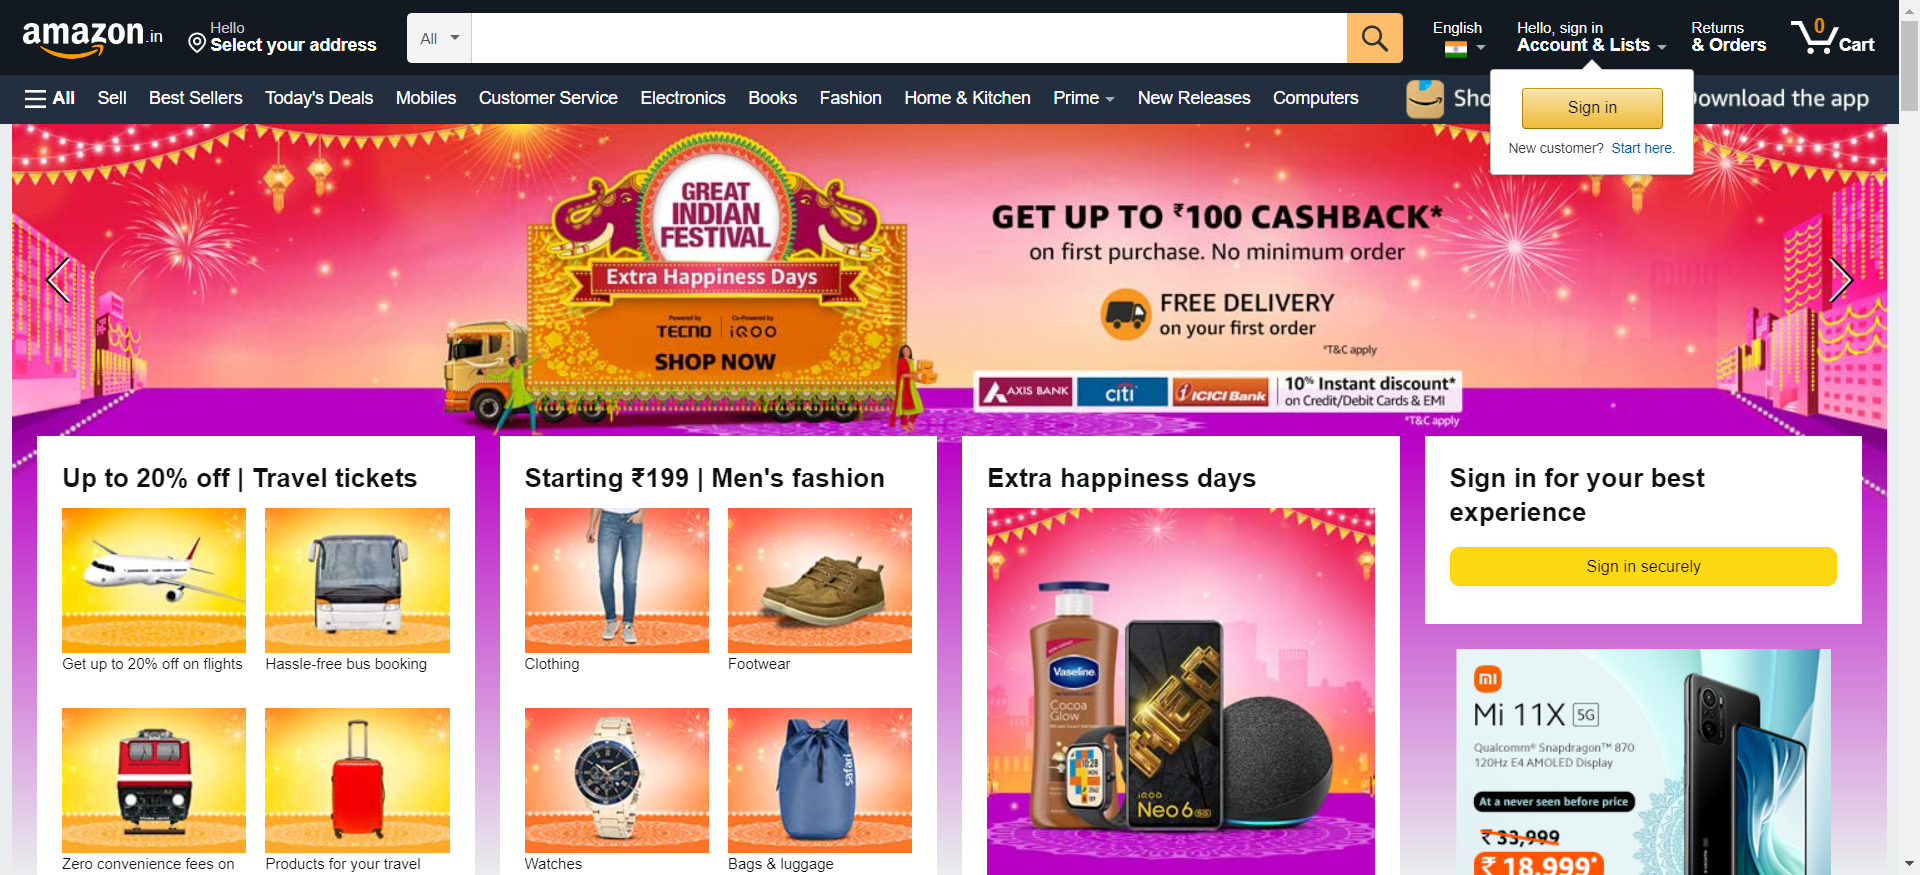 amazon.in
Hello
Select your address
All
English
Hello, sign in
Account & Lists
Returns
& Orders
0
Cart
All
Sell
Best Sellers
Today's Deals
Mobiles
Customer Service
Electronics
Books
Fashion
Home & Kitchen
Prime
New Releases
Computers
Sho
Download the app
Sign in
New customer? Start here.
GREAT
INDIAN
FESTIVAL
Extra Happiness Days
Powered by
TECNO
Co-Powered by
iQOO
SHOP NOW
GET UP TO ₹100 CASHBACK*
on first purchase. No minimum order
FREE DELIVERY
on your first order
*T&C apply
AXIS BANK
citi
ICICI Bank
10% Instant discount*
on Credit/Debit Cards & EMI
*T&C apply
Up to 20% off | Travel tickets
Get up to 20% off on flights
Hassle-free bus booking
Zero convenience fees on
Products for your travel
Starting ₹199 | Men's fashion
Clothing
Footwear
safari
Watches
Bags & luggage
Extra happiness days
Vaseline
Cocoa
Glow
10:28
iQOO
Neo 6 5G
Sign in for your best
experience
Sign in securely
mi
Mi 11X 5G
Qualcomm® Snapdragon™ 870
120Hz E4 AMOLED Display
At a never seen before price
₹ 33,999
₹ 18,999*